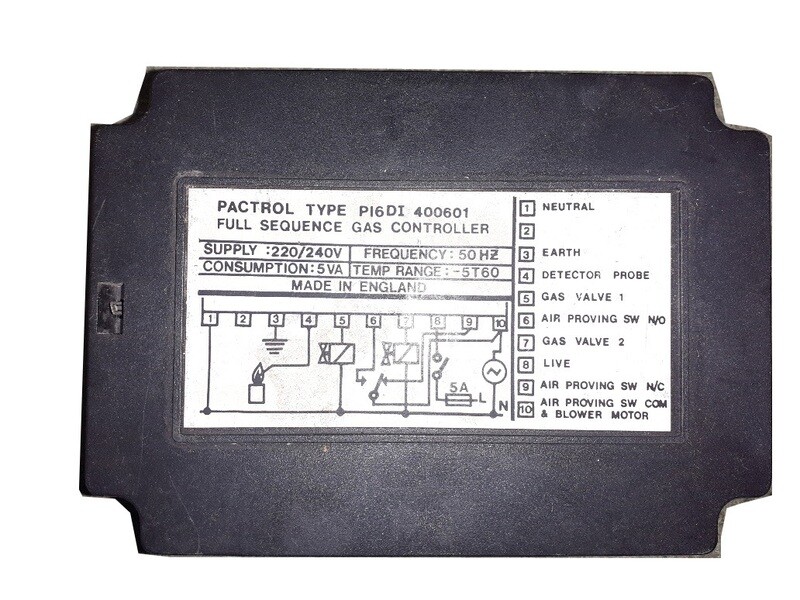 PACTROL TYPE P16DI 400601
FULL SEQUENCE GAS CONTROLLER
SUPPLY :220/240V FREQUENCY: 50HZ
CONSUMPTION:5VA TEMP RANGE: -5T60
MADE IN ENGLAND
1 2 3 4 5 6 7 8 9 10
5A L
N
1 NEUTRAL
2
3 EARTH
4 DETECTOR PROBE
5 GAS VALVE 1
6 AIR PROVING SW N/O
7 GAS VALVE 2
8 LIVE
9 AIR PROVING SW N/C
10 AIR PROVING SW COM
& BLOWER MOTOR